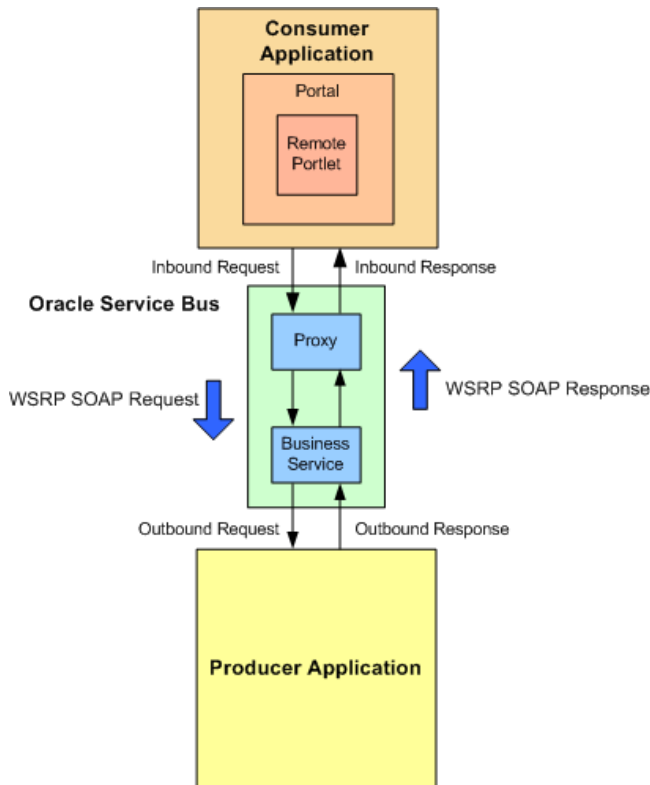 Consumer
Application
Portal
Remote
Portlet
Inbound Request
Inbound Response
Oracle Service Bus
Proxy
WSRP SOAP Request
WSRP SOAP Response
Business
Service
Outbound Request
Outbound Response
Producer Application